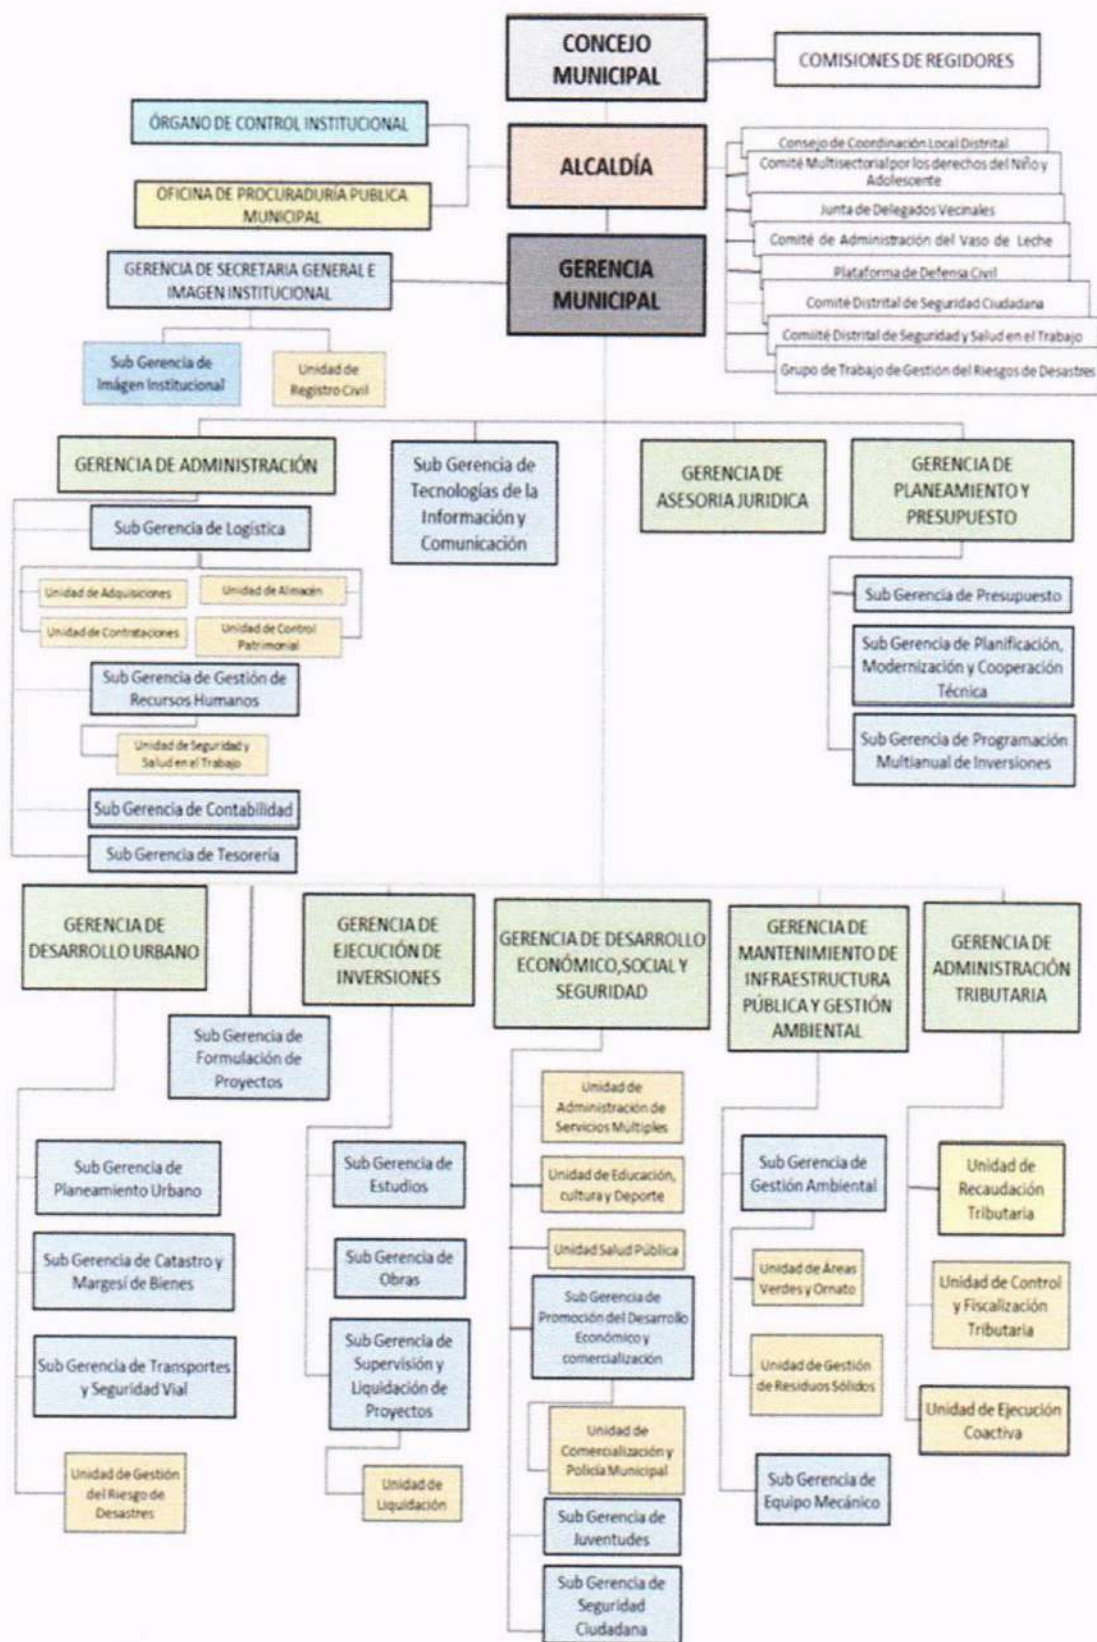 CONCEJO
MUNICIPAL
COMISIONES DE REGIDORES
ÓRGANO DE CONTROL INSTITUCIONAL
ALCALDÍA
OFICINA DE PROCURADURÍA PUBLICA
MUNICIPAL
Consejo de Coordinación Local Distrital
Comité Multisectorial por los derechos del Niño y
Adolescente
Junta de Delegados Vecinales
Comité de Administración del Vaso de Leche
Plataforma de Defensa Civil
Comité Distrital de Seguridad Ciudadana
Comiité Distrital de Seguridad y Salud en el Trabajo
Grupo de Trabajo de Gestión del Riesgos de Desastres
GERENCIA
MUNICIPAL
GERENCIA DE SECRETARIA GENERAL E
IMAGEN INSTITUCIONAL
Sub Gerencia de
Imágen Institucional
Unidad de
Registro Civil
GERENCIA DE ADMINISTRACIÓN
Sub Gerencia de
Tecnologías de la
Información y
Comunicación
GERENCIA DE
ASESORIA JURIDICA
GERENCIA DE
PLANEAMIENTO Y
PRESUPUESTO
Sub Gerencia de Logística
Unidad de Adquisiciones
Unidad de Almacén
Unidad de Contrataciones
Unidad de Control
Patrimonial
Sub Gerencia de Gestión de
Recursos Humanos
Unidad de Seguridad y
Salud en el Trabajo
Sub Gerencia de Contabilidad
Sub Gerencia de Tesorería
Sub Gerencia de Presupuesto
Sub Gerencia de Planificación,
Modernización y Cooperación
Técnica
Sub Gerencia de Programación
Multianual de Inversiones
GERENCIA DE
DESARROLLO URBANO
Sub Gerencia de
Formulación de
Proyectos
GERENCIA DE
EJECUCIÓN DE
INVERSIONES
GERENCIA DE DESARROLLO
ECONÓMICO,SOCIAL Y
SEGURIDAD
GERENCIA DE
MANTENIMIENTO DE
INFRAESTRUCTURA
PÚBLICA Y GESTIÓN
AMBIENTAL
GERENCIA DE
ADMINISTRACIÓN
TRIBUTARIA
Sub Gerencia de
Planeamiento Urbano
Sub Gerencia de Catastro y
Margesí de Bienes
Sub Gerencia de Transportes
y Seguridad Vial
Unidad de Gestión
del Riesgo de
Desastres
Sub Gerencia de
Estudios
Sub Gerencia de
Obras
Sub Gerencia de
Supervisión y
Liquidación de
Proyectos
Unidad de
Liquidación
Unidad de
Administración de
Servicios Múltiples
Unidad de Educación,
cultura y Deporte
Unidad Salud Pública
Sub Gerencia de
Promoción del Desarrollo
Económico y
comercialización
Unidad de
Comercialización y
Policía Municipal
Sub Gerencia de
Juventudes
Sub Gerencia de
Seguridad
Ciudadana
Sub Gerencia de
Gestión Ambiental
Unidad de Áreas
Verdes y Ornato
Unidad de Gestión
de Residuos Sólidos
Sub Gerencia de
Equipo Mecánico
Unidad de
Recaudación
Tributaria
Unidad de Control
y Fiscalización
Tributaria
Unidad de Ejecución
Coactiva